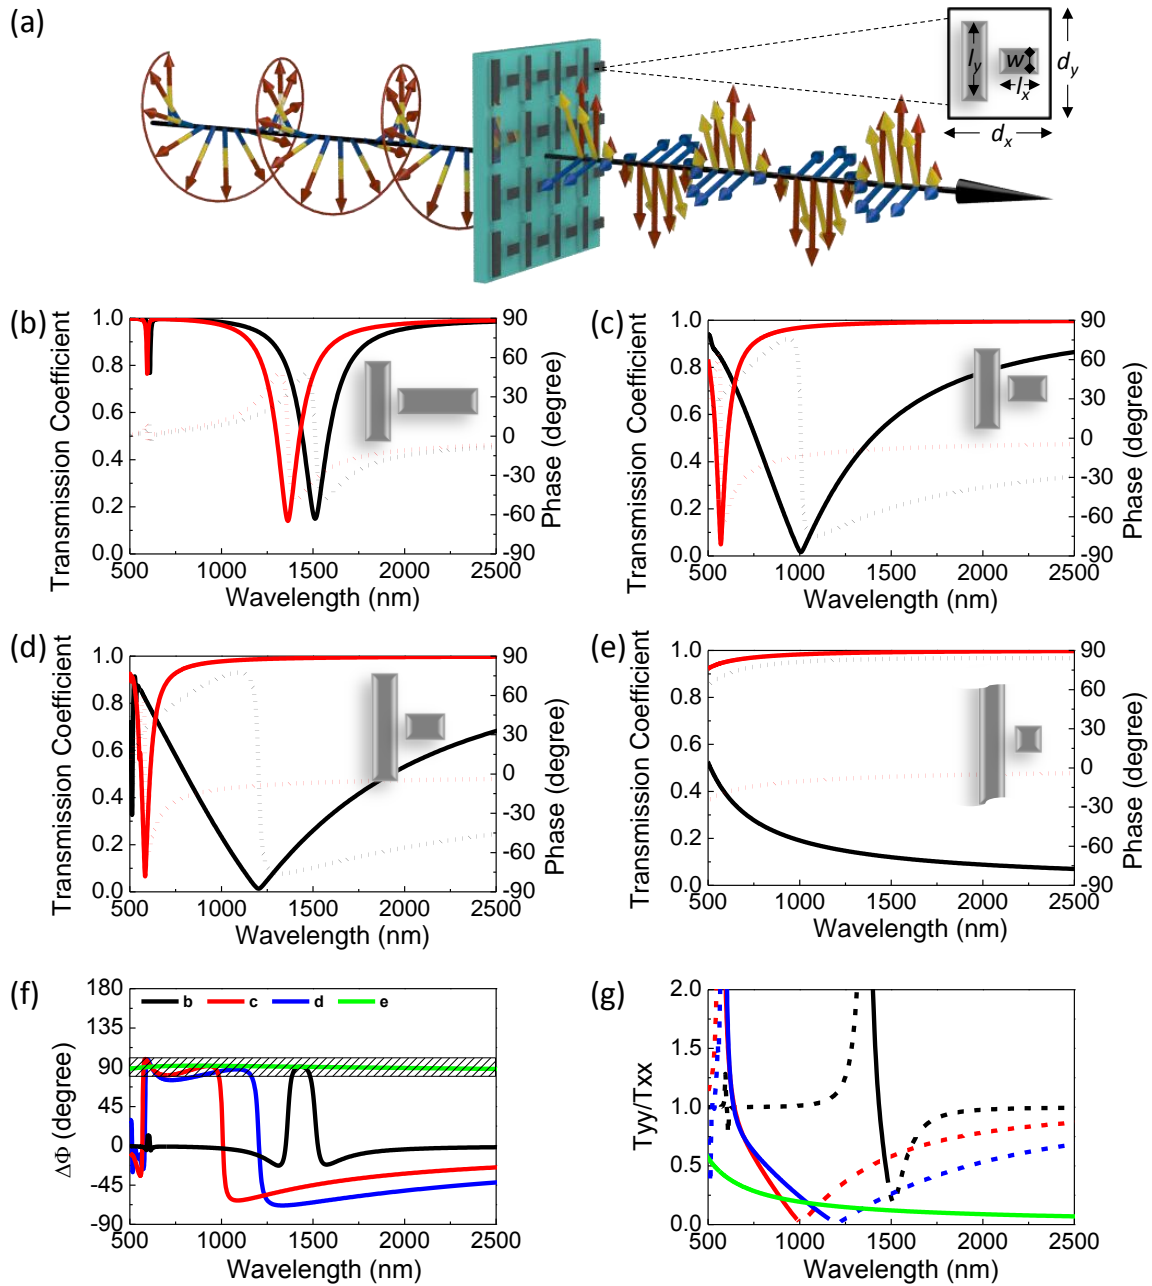 (a)
l_y
w
l_x
d_y
d_x
(b)
Transmission Coefficient
1.0
0.8
0.6
0.4
0.2
0.0
90
60
30
0
-30
-60
-90
Phase (degree)
500 1000 1500 2000 2500
Wavelength (nm)
(c)
Transmission Coefficient
1.0
0.8
0.6
0.4
0.2
0.0
90
60
30
0
-30
-60
-90
Phase (degree)
500 1000 1500 2000 2500
Wavelength (nm)
(d)
Transmission Coefficient
1.0
0.8
0.6
0.4
0.2
0.0
90
60
30
0
-30
-60
-90
Phase (degree)
500 1000 1500 2000 2500
Wavelength (nm)
(e)
Transmission Coefficient
1.0
0.8
0.6
0.4
0.2
0.0
90
60
30
0
-30
-60
-90
Phase (degree)
500 1000 1500 2000 2500
Wavelength (nm)
(f)
ΔΦ (degree)
180
135
90
45
0
-45
-90
b c d e
500 1000 1500 2000 2500
Wavelength (nm)
(g)
Tyy/Txx
2.0
1.5
1.0
0.5
0.0
500 1000 1500 2000 2500
Wavelength (nm)